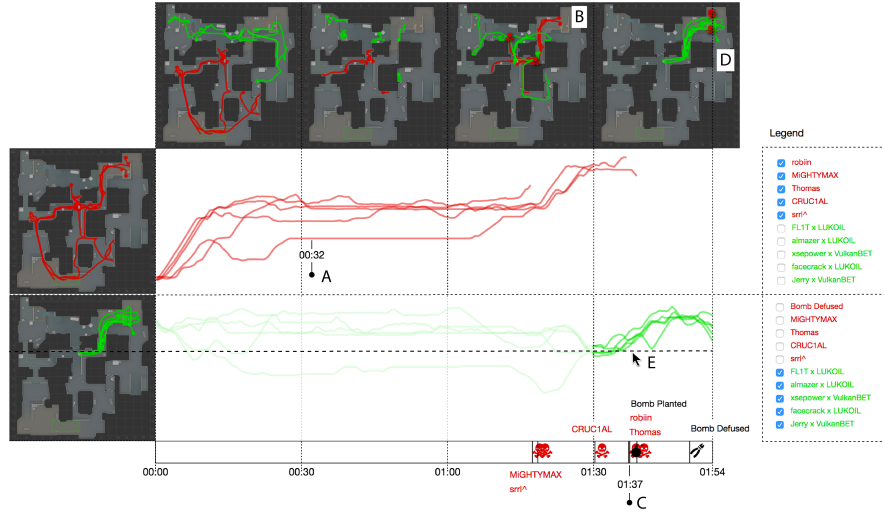 B
D
Legend
robiin
MiGHTYMAX
Thomas
CRUC1AL
srrl^
FL1T x LUKOIL
almazer x LUKOIL
xsepower x VulkanBET
facecrack x LUKOIL
Jerry x VulkanBET
00:32
A
Bomb Defused
MiGHTYMAX
Thomas
CRUC1AL
srrl^
FL1T x LUKOIL
almazer x LUKOIL
xsepower x VulkanBET
facecrack x LUKOIL
Jerry x VulkanBET
E
Bomb Planted
robiin
CRUC1AL Thomas Bomb Defused
00:00 00:30 01:00 01:30 01:54
MiGHTYMAX 01:37
srrl^
C